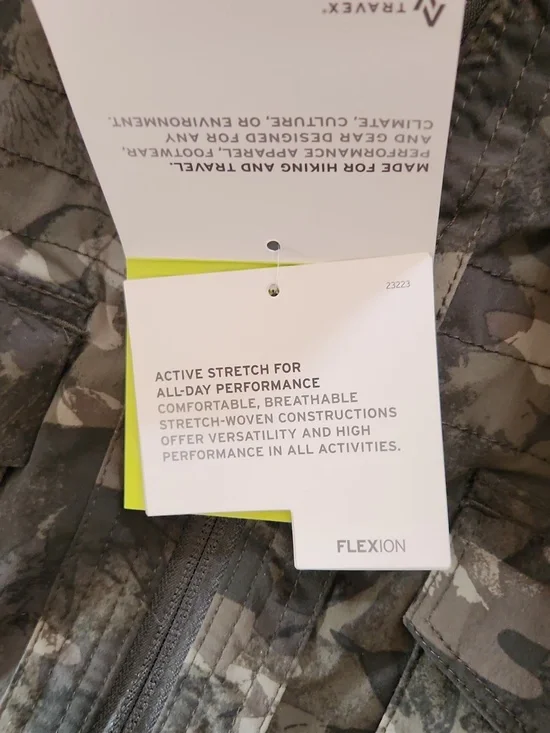 TRAVEX®
MADE FOR HIKING AND TRAVEL.
PERFORMANCE APPAREL, FOOTWEAR,
AND GEAR DESIGNED FOR ANY
CLIMATE, CULTURE, OR ENVIRONMENT.
23223
ACTIVE STRETCH FOR
ALL-DAY PERFORMANCE
COMFORTABLE, BREATHABLE
STRETCH-WOVEN CONSTRUCTIONS
OFFER VERSATILITY AND HIGH
PERFORMANCE IN ALL ACTIVITIES.
FLEXION